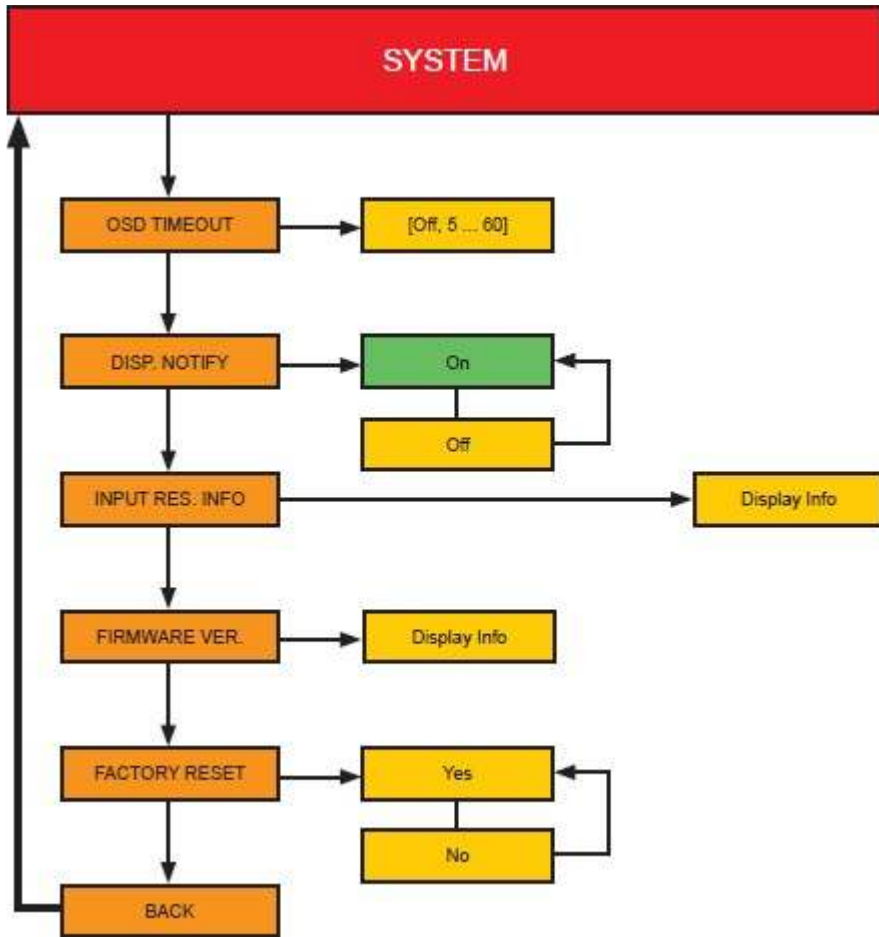 SYSTEM
OSD TIMEOUT
[Off, 5 ... 60]
DISP. NOTIFY
On
Off
INPUT RES. INFO
Display Info
FIRMWARE VER.
Display Info
FACTORY RESET
Yes
No
BACK